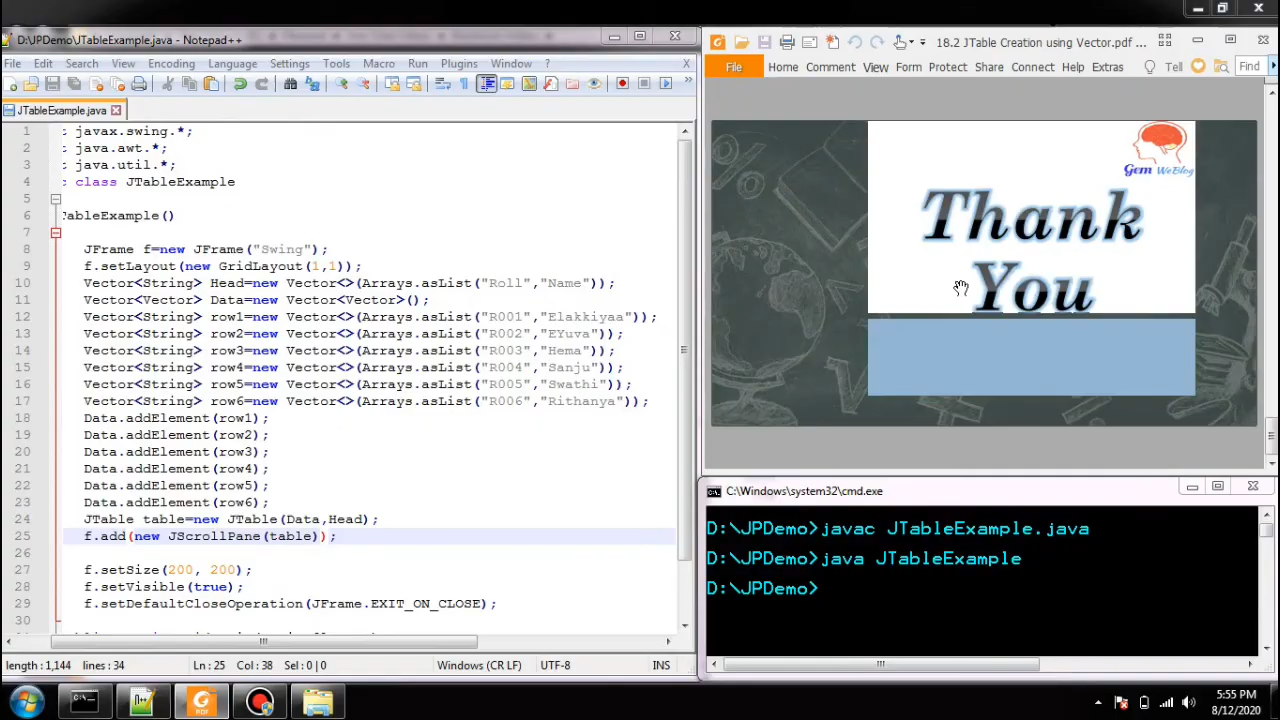 D:\JPDemo\JTableExample.java - Notepad++
File Edit Search View Encoding Language Settings Tools Macro Run Plugins Window ? X
JTableExample.java
1 javax.swing.*;
2 java.awt.*;
3 java.util.*;
4 class JTableExample
5
6 TableExample()
7
8 JFrame f=new JFrame("Swing");
9 f.setLayout(new GridLayout(1,1));
10 Vector<String> Head=new Vector<>(Arrays.asList("Roll","Name"));
11 Vector<Vector> Data=new Vector<Vector>();
12 Vector<String> row1=new Vector<>(Arrays.asList("R001","Elakkiyaa"));
13 Vector<String> row2=new Vector<>(Arrays.asList("R002","EYuva"));
14 Vector<String> row3=new Vector<>(Arrays.asList("R003","Hema"));
15 Vector<String> row4=new Vector<>(Arrays.asList("R004","Sanju"));
16 Vector<String> row5=new Vector<>(Arrays.asList("R005","Swathi"));
17 Vector<String> row6=new Vector<>(Arrays.asList("R006","Rithanya"));
18 Data.addElement(row1);
19 Data.addElement(row2);
20 Data.addElement(row3);
21 Data.addElement(row4);
22 Data.addElement(row5);
23 Data.addElement(row6);
24 JTable table=new JTable(Data,Head);
25 f.add(new JScrollPane(table));
26
27 f.setSize(200, 200);
28 f.setVisible(true);
29 f.setDefaultCloseOperation(JFrame.EXIT_ON_CLOSE);
30
length : 1,144 lines : 34 Ln : 25 Col : 38 Sel : 0 | 0 Windows (CR LF) UTF-8 INS
18.2 JTable Creation using Vector.pdf ...
File Home Comment View Form Protect Share Connect Help Extras Tell Find
Gem WeBlog
Thank
You
C:\Windows\system32\cmd.exe
D:\JPDemo>javac JTableExample.java
D:\JPDemo>java JTableExample
D:\JPDemo>
PDF
5:55 PM
8/12/2020